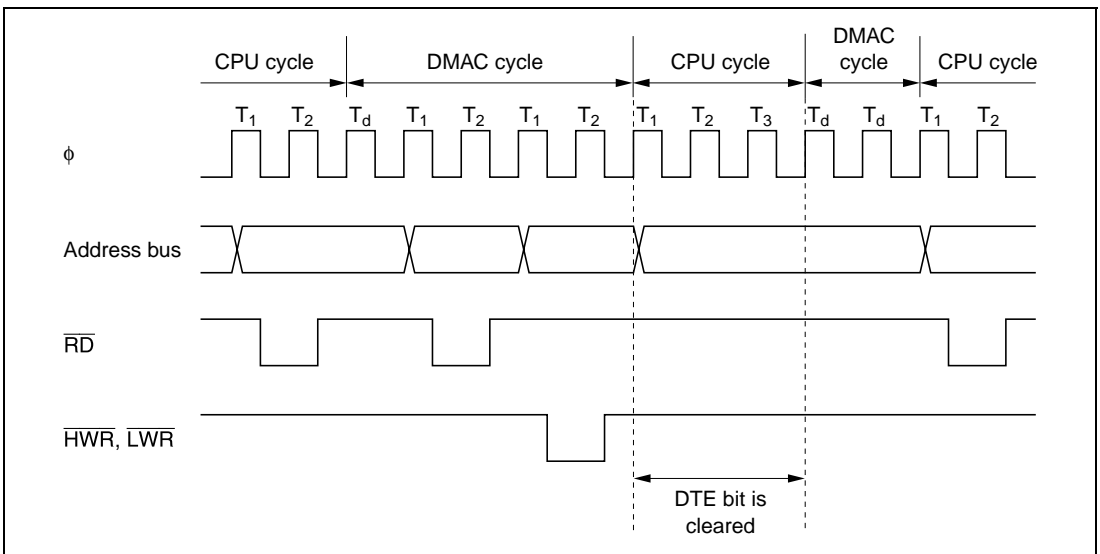 CPU cycle DMAC cycle CPU cycle DMAC cycle CPU cycle
T1 T2 Td T1 T2 T1 T2 T1 T2 T3 Td Td T1 T2
φ
Address bus
RD
HWR, LWR
DTE bit is
cleared